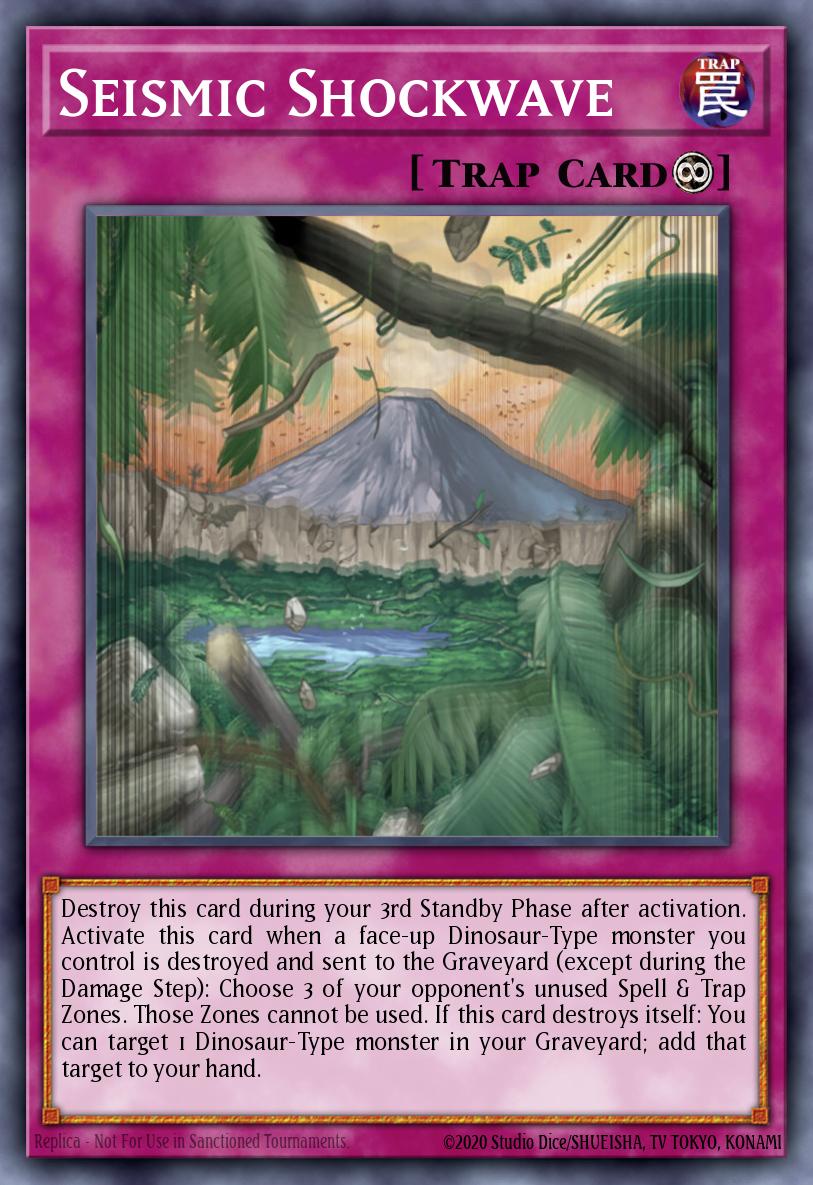 Seismic Shockwave
TRAP
罠
[Trap Card∞]
Destroy this card during your 3rd Standby Phase after activation.
Activate this card when a face-up Dinosaur-Type monster you
control is destroyed and sent to the Graveyard (except during the
Damage Step): Choose 3 of your opponent's unused Spell & Trap
Zones. Those Zones cannot be used. If this card destroys itself: You
can target 1 Dinosaur-Type monster in your Graveyard; add that
target to your hand.
Replica - Not For Use in Sanctioned Tournaments.
©2020 Studio Dice/SHUEISHA, TV TOKYO, KONAMI